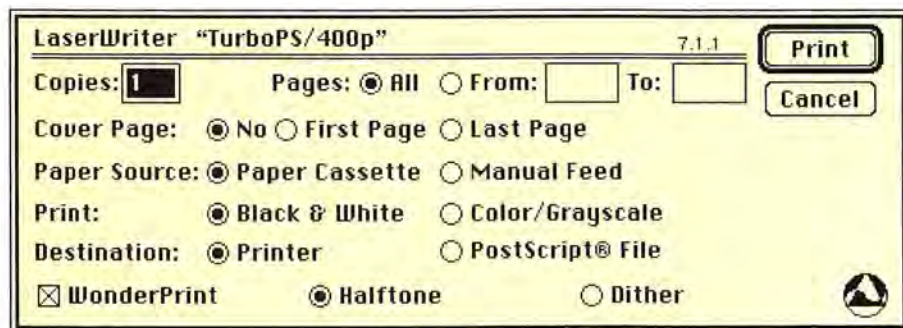 LaserWriter "TurboPS/400p" 7.1.1 Print
Copies: 1 Pages: All From: To: Cancel
Cover Page: No First Page Last Page
Paper Source: Paper Cassette Manual Feed
Print: Black & White Color/Grayscale
Destination: Printer PostScript® File
WonderPrint Halftone Dither